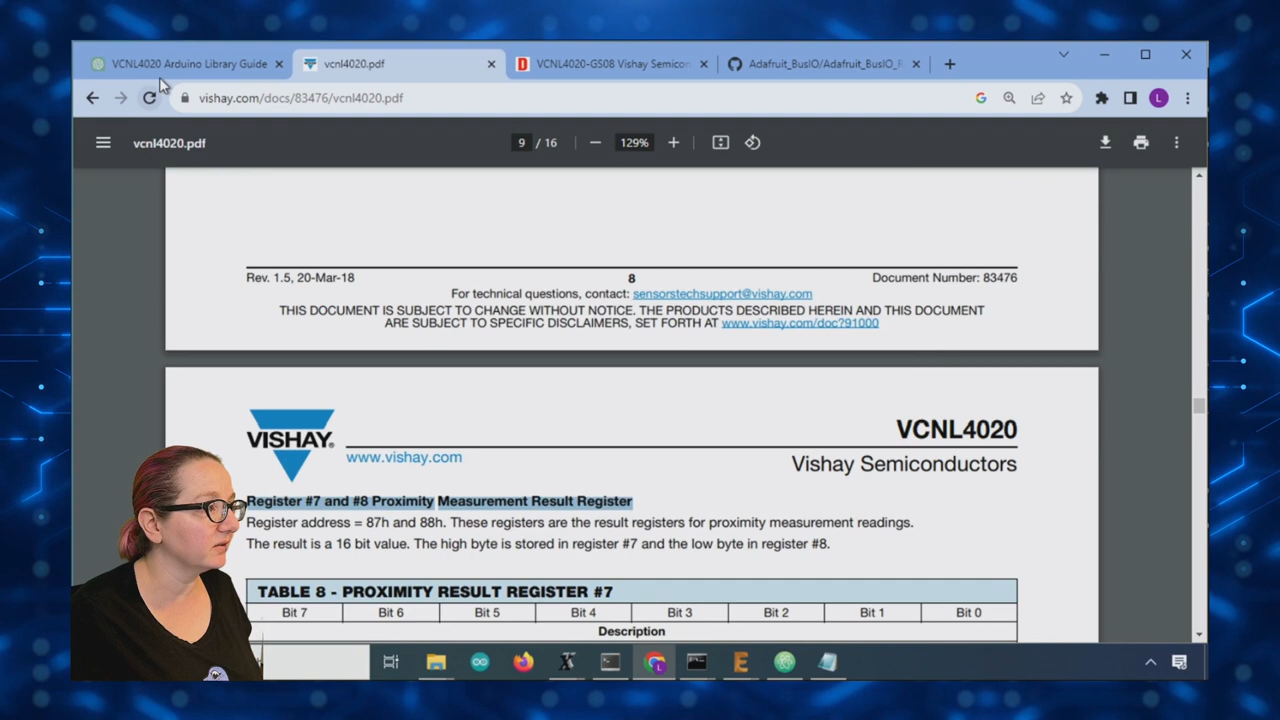 VCNL4020 Arduino Library Guide
vcnl4020.pdf
VCNL4020-GS08 Vishay Semicon
Adafruit_BusIO/Adafruit_BusIO_R
vishay.com/docs/83476/vcnl4020.pdf
L
vcnl4020.pdf
9 / 16
129%
Rev. 1.5, 20-Mar-18
8
Document Number: 83476
For technical questions, contact: sensorstechsupport@vishay.com
THIS DOCUMENT IS SUBJECT TO CHANGE WITHOUT NOTICE. THE PRODUCTS DESCRIBED HEREIN AND THIS DOCUMENT
ARE SUBJECT TO SPECIFIC DISCLAIMERS, SET FORTH AT www.vishay.com/doc?91000
VISHAY.
www.vishay.com
VCNL4020
Vishay Semiconductors
Register #7 and #8 Proximity Measurement Result Register
Register address = 87h and 88h. These registers are the result registers for proximity measurement readings.
The result is a 16 bit value. The high byte is stored in register #7 and the low byte in register #8.
TABLE 8 - PROXIMITY RESULT REGISTER #7
Bit 7 Bit 6 Bit 5 Bit 4 Bit 3 Bit 2 Bit 1 Bit 0
Description